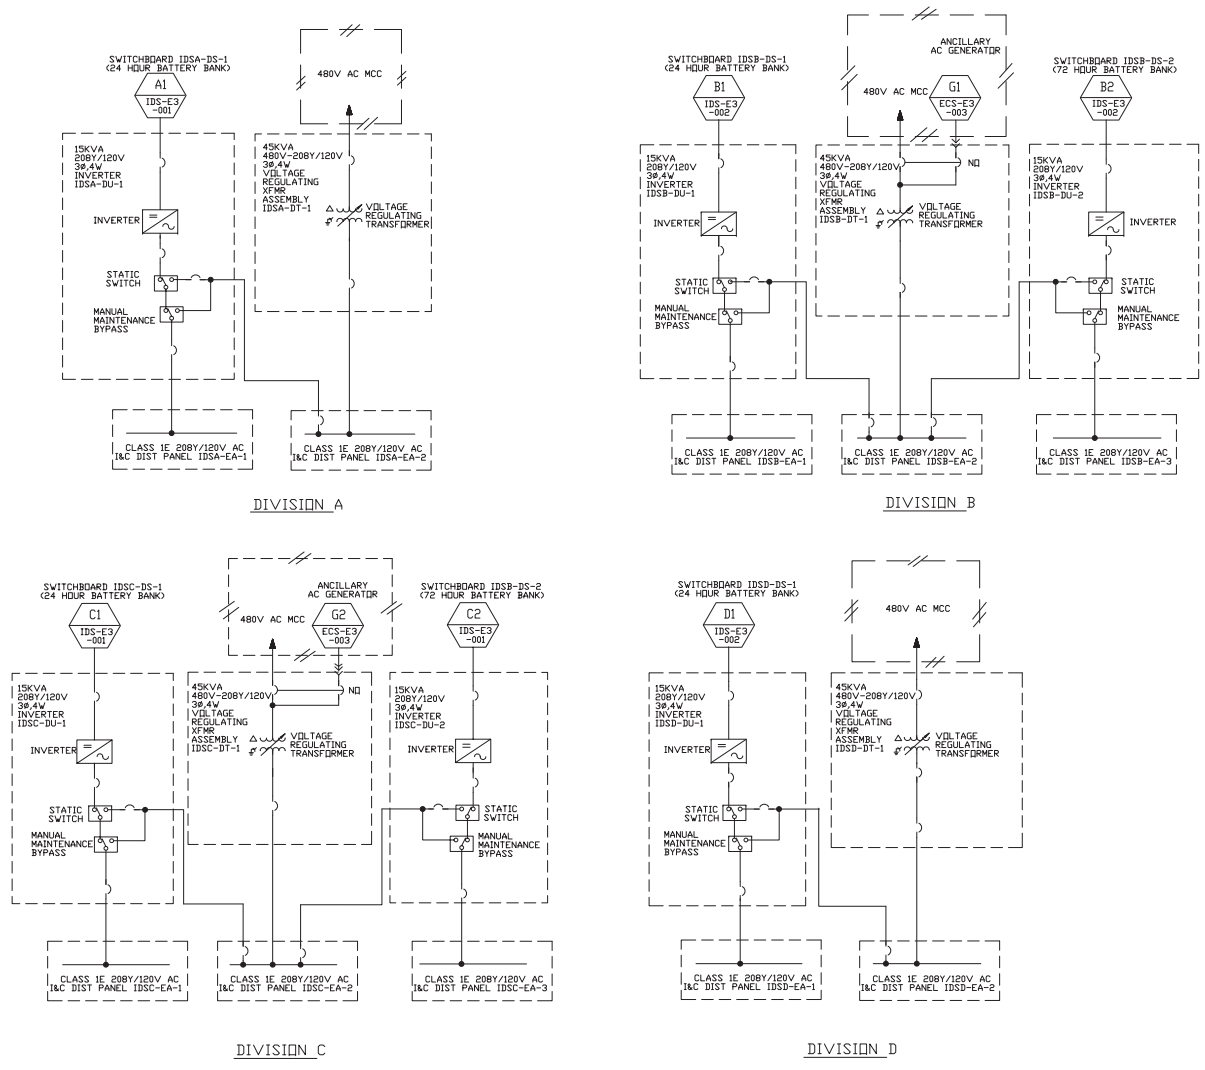 SWITCHBOARD IDSA-DS-1
(24 HOUR BATTERY BANK)
A1
IDS-E3
-001
480V AC MCC
15KVA
208Y/120V
3Ø,4W
INVERTER
IDSA-DU-1
INVERTER
STATIC
SWITCH
MANUAL
MAINTENANCE
BYPASS
45KVA
480V-208Y/120V
3Ø,4W
VOLTAGE
REGULATING
XFMR
ASSEMBLY
IDSA-DT-1
VOLTAGE
REGULATING
TRANSFORMER
CLASS 1E 208Y/120V AC
I&C DIST PANEL IDSA-EA-1
CLASS 1E 208Y/120V AC
I&C DIST PANEL IDSA-EA-2
DIVISION A
SWITCHBOARD IDSB-DS-1
(24 HOUR BATTERY BANK)
B1
IDS-E3
-002
ANCILLARY
AC GENERATOR
480V AC MCC
G1
ECS-E3
-003
SWITCHBOARD IDSB-DS-2
(72 HOUR BATTERY BANK)
B2
IDS-E3
-002
15KVA
208Y/120V
3Ø,4W
INVERTER
IDSB-DU-1
INVERTER
STATIC
SWITCH
MANUAL
MAINTENANCE
BYPASS
45KVA
480V-208Y/120V
3Ø,4W
VOLTAGE
REGULATING
XFMR
ASSEMBLY
IDSB-DT-1
NO
VOLTAGE
REGULATING
TRANSFORMER
15KVA
208Y/120V
3Ø,4W
INVERTER
IDSB-DU-2
INVERTER
STATIC
SWITCH
MANUAL
MAINTENANCE
BYPASS
CLASS 1E 208Y/120V AC
I&C DIST PANEL IDSB-EA-1
CLASS 1E 208Y/120V AC
I&C DIST PANEL IDSB-EA-2
CLASS 1E 208Y/120V AC
I&C DIST PANEL IDSB-EA-3
DIVISION B
SWITCHBOARD IDSC-DS-1
(24 HOUR BATTERY BANK)
C1
IDS-E3
-001
ANCILLARY
AC GENERATOR
480V AC MCC
G2
ECS-E3
-003
SWITCHBOARD IDSB-DS-2
(72 HOUR BATTERY BANK)
C2
IDS-E3
-001
15KVA
208Y/120V
3Ø,4W
INVERTER
IDSC-DU-1
INVERTER
STATIC
SWITCH
MANUAL
MAINTENANCE
BYPASS
45KVA
480V-208Y/120V
3Ø,4W
VOLTAGE
REGULATING
XFMR
ASSEMBLY
IDSC-DT-1
NO
VOLTAGE
REGULATING
TRANSFORMER
15KVA
208Y/120V
3Ø,4W
INVERTER
IDSC-DU-2
INVERTER
STATIC
SWITCH
MANUAL
MAINTENANCE
BYPASS
CLASS 1E 208Y/120V AC
I&C DIST PANEL IDSC-EA-1
CLASS 1E 208Y/120V AC
I&C DIST PANEL IDSC-EA-2
CLASS 1E 208Y/120V AC
I&C DIST PANEL IDSC-EA-3
DIVISION C
SWITCHBOARD IDSD-DS-1
(24 HOUR BATTERY BANK)
D1
IDS-E3
-002
480V AC MCC
15KVA
208Y/120V
3Ø,4W
INVERTER
IDSD-DU-1
INVERTER
STATIC
SWITCH
MANUAL
MAINTENANCE
BYPASS
45KVA
480V-208Y/120V
3Ø,4W
VOLTAGE
REGULATING
XFMR
ASSEMBLY
IDSD-DT-1
VOLTAGE
REGULATING
TRANSFORMER
CLASS 1E 208Y/120V AC
I&C DIST PANEL IDSD-EA-1
CLASS 1E 208Y/120V AC
I&C DIST PANEL IDSD-EA-2
DIVISION D